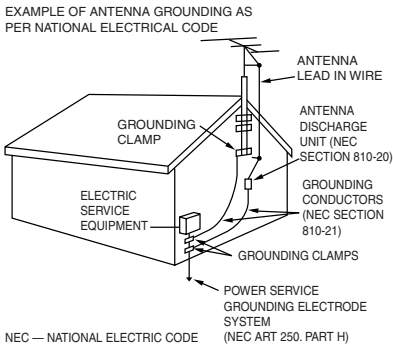 EXAMPLE OF ANTENNA GROUNDING AS
PER NATIONAL ELECTRICAL CODE
ANTENNA
LEAD IN WIRE
GROUNDING
CLAMP
ANTENNA
DISCHARGE
UNIT (NEC
SECTION 810-20)
ELECTRIC
SERVICE
EQUIPMENT
GROUNDING
CONDUCTORS
(NEC SECTION
810-21)
GROUNDING CLAMPS
POWER SERVICE
GROUNDING ELECTRODE
SYSTEM
(NEC ART 250. PART H)
NEC — NATIONAL ELECTRIC CODE